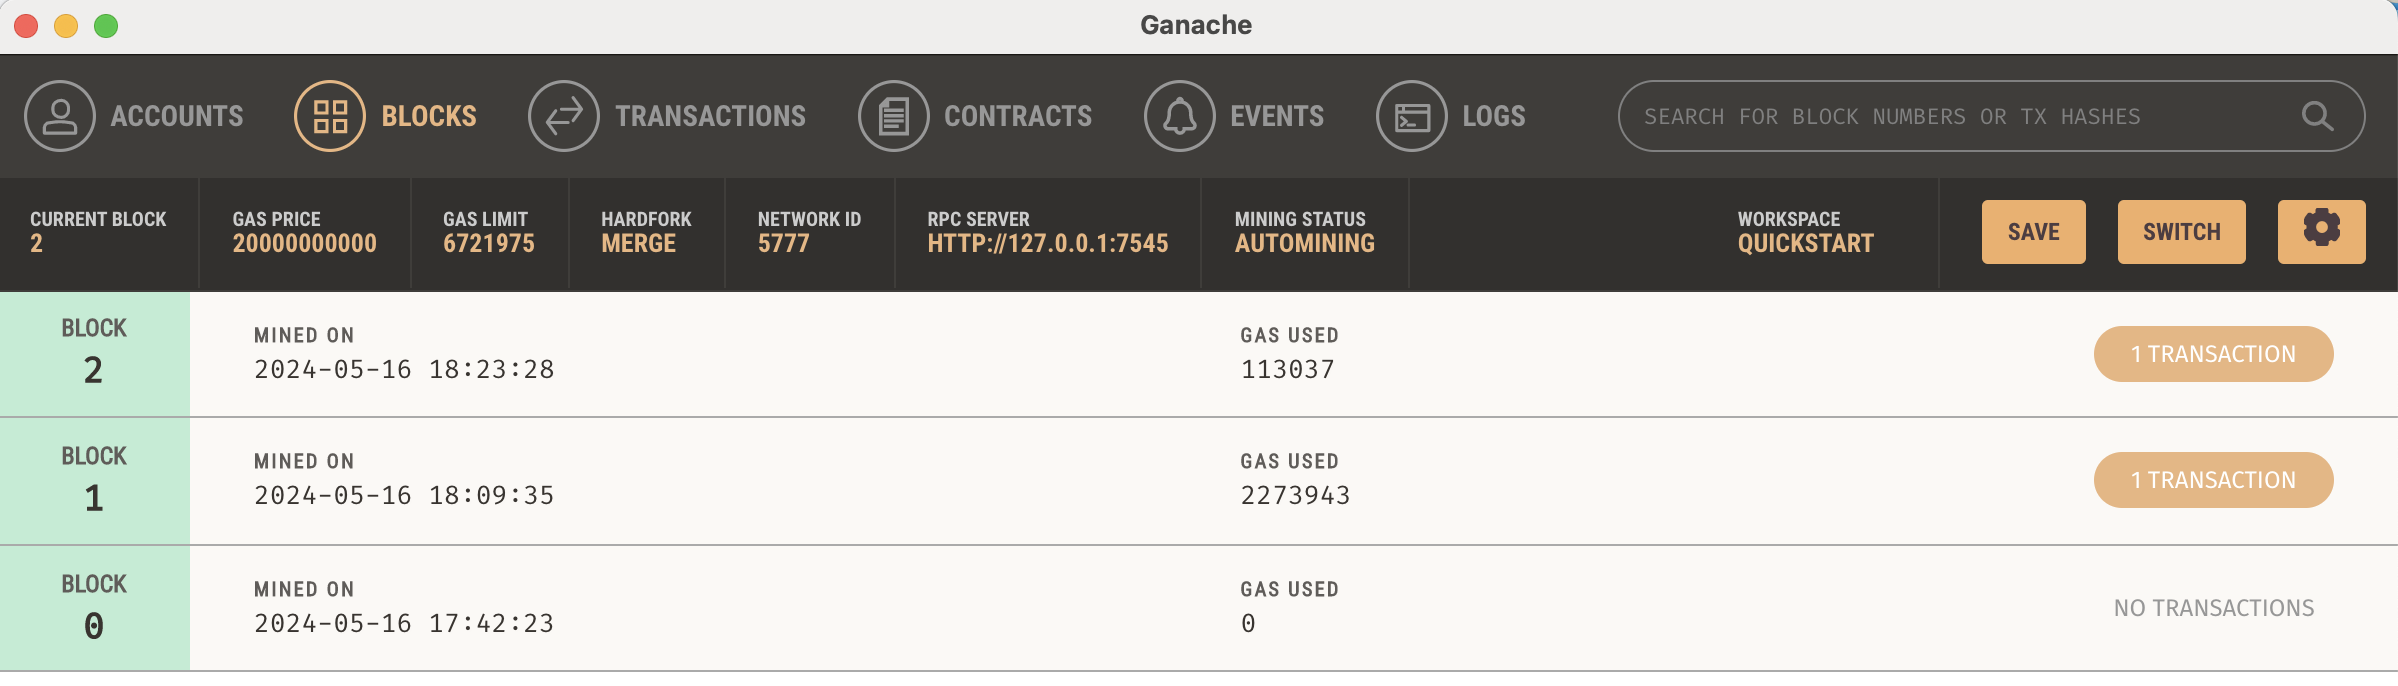 Ganache
ACCOUNTS BLOCKS TRANSACTIONS CONTRACTS EVENTS LOGS SEARCH FOR BLOCK NUMBERS OR TX HASHES
CURRENT BLOCK GAS PRICE GAS LIMIT HARDFORK NETWORK ID RPC SERVER MINING STATUS WORKSPACE
2 20000000000 6721975 MERGE 5777 HTTP://127.0.0.1:7545 AUTOMINING QUICKSTART
SAVE SWITCH
BLOCK MINED ON GAS USED
2 2024-05-16 18:23:28 113037 1 TRANSACTION
BLOCK MINED ON GAS USED
1 2024-05-16 18:09:35 2273943 1 TRANSACTION
BLOCK MINED ON GAS USED
0 2024-05-16 17:42:23 0 NO TRANSACTIONS